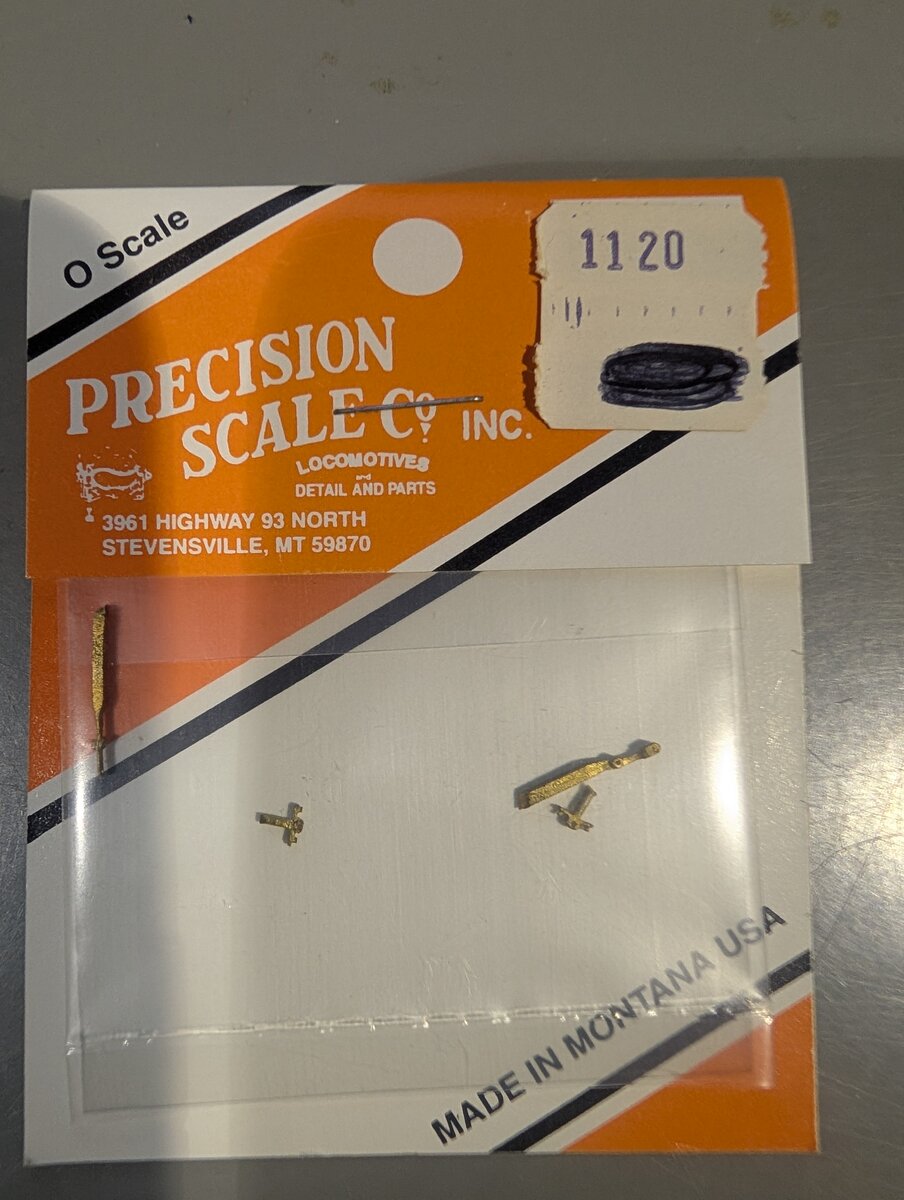 O Scale
1120
PRECISION
SCALE Co. INC.
LOCOMOTIVES
and
DETAIL AND PARTS
3961 HIGHWAY 93 NORTH
STEVENSVILLE, MT 59870
MADE IN MONTANA USA